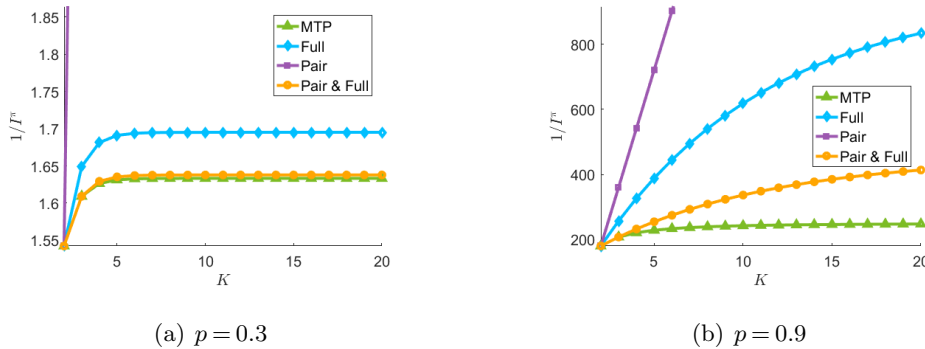 1.85
1.8
1.75
1.7
1.65
1.6
1.55
1/I^π
5
10
15
20
K
MTP
Full
Pair
Pair & Full
(a) p = 0.3
800
600
400
200
1/I^π
5
10
15
20
K
MTP
Full
Pair
Pair & Full
(b) p = 0.9